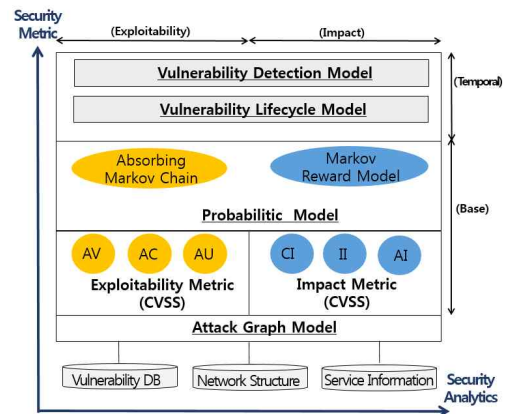 Security
Metric
(Exploitability)
(Impact)
Vulnerability Detection Model
Vulnerability Lifecycle Model
(Temporal)
Absorbing
Markov Chain
Markov
Reward Model
Probabilitic Model
(Base)
AV
AC
AU
CI
II
AI
Exploitability Metric
(CVSS)
Impact Metric
(CVSS)
Attack Graph Model
Vulnerability DB
Network Structure
Service Information
Security
Analytics